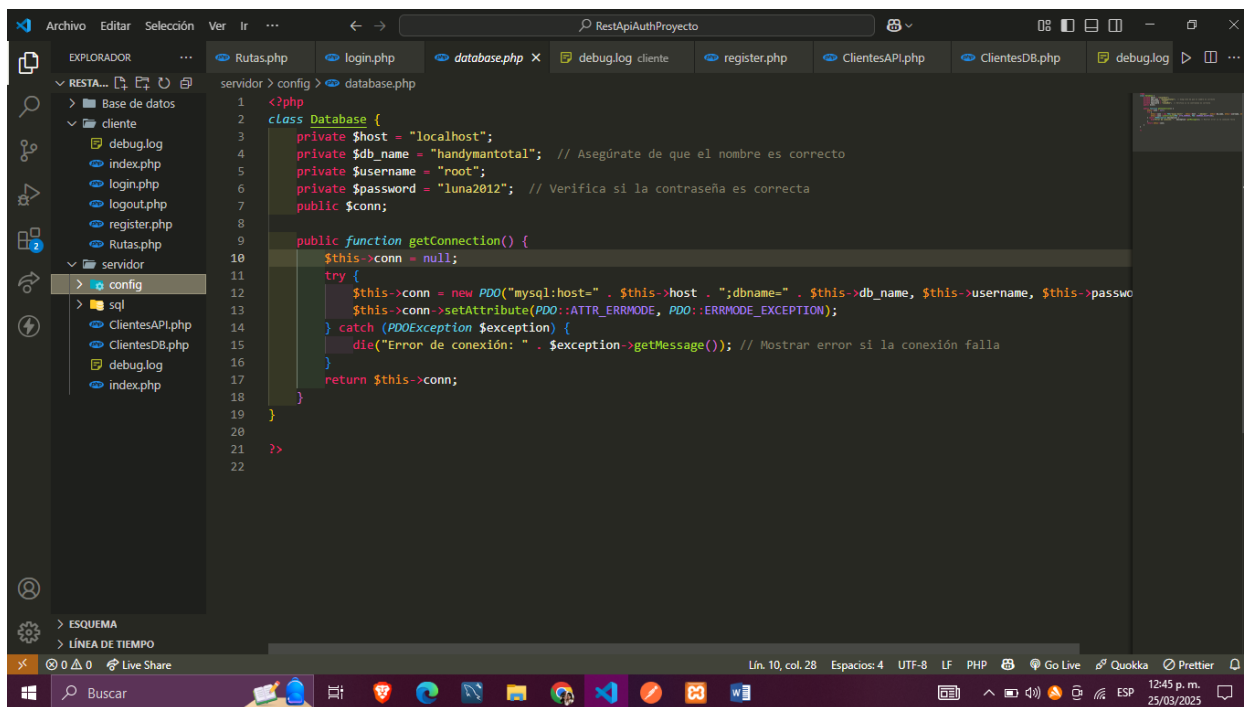 Archivo Editar Selección Ver Ir ··· RestApiAuthProyecto
EXPLORADOR ··· Rutas.php login.php database.php debug.log cliente register.php ClientesAPI.php ClientesDB.php debug.log
RESTA... servidor > config > database.php
Base de datos
cliente
debug.log
index.php
login.php
logout.php
register.php
Rutas.php
servidor
config
sql
ClientesAPI.php
ClientesDB.php
debug.log
index.php
1 <?php
2 class Database {
3 private $host = "localhost";
4 private $db_name = "handymantotal"; // Asegúrate de que el nombre es correcto
5 private $username = "root";
6 private $password = "luna2012"; // Verifica si la contraseña es correcta
7 public $conn;
8
9 public function getConnection() {
10 $this->conn = null;
11 try {
12 $this->conn = new PDO("mysql:host=" . $this->host . ";dbname=" . $this->db_name, $this->username, $this->passwo
13 $this->conn->setAttribute(PDO::ATTR_ERRMODE, PDO::ERRMODE_EXCEPTION);
14 } catch (PDOException $exception) {
15 die("Error de conexión: " . $exception->getMessage()); // Mostrar error si la conexión falla
16 }
17 return $this->conn;
18 }
19 }
20
21 ?>
22
ESQUEMA
LÍNEA DE TIEMPO
0 0 Live Share Lín. 10, col. 28 Espacios: 4 UTF-8 LF PHP Go Live Quokka Prettier
Buscar ESP 12:45 p. m.
25/03/2025